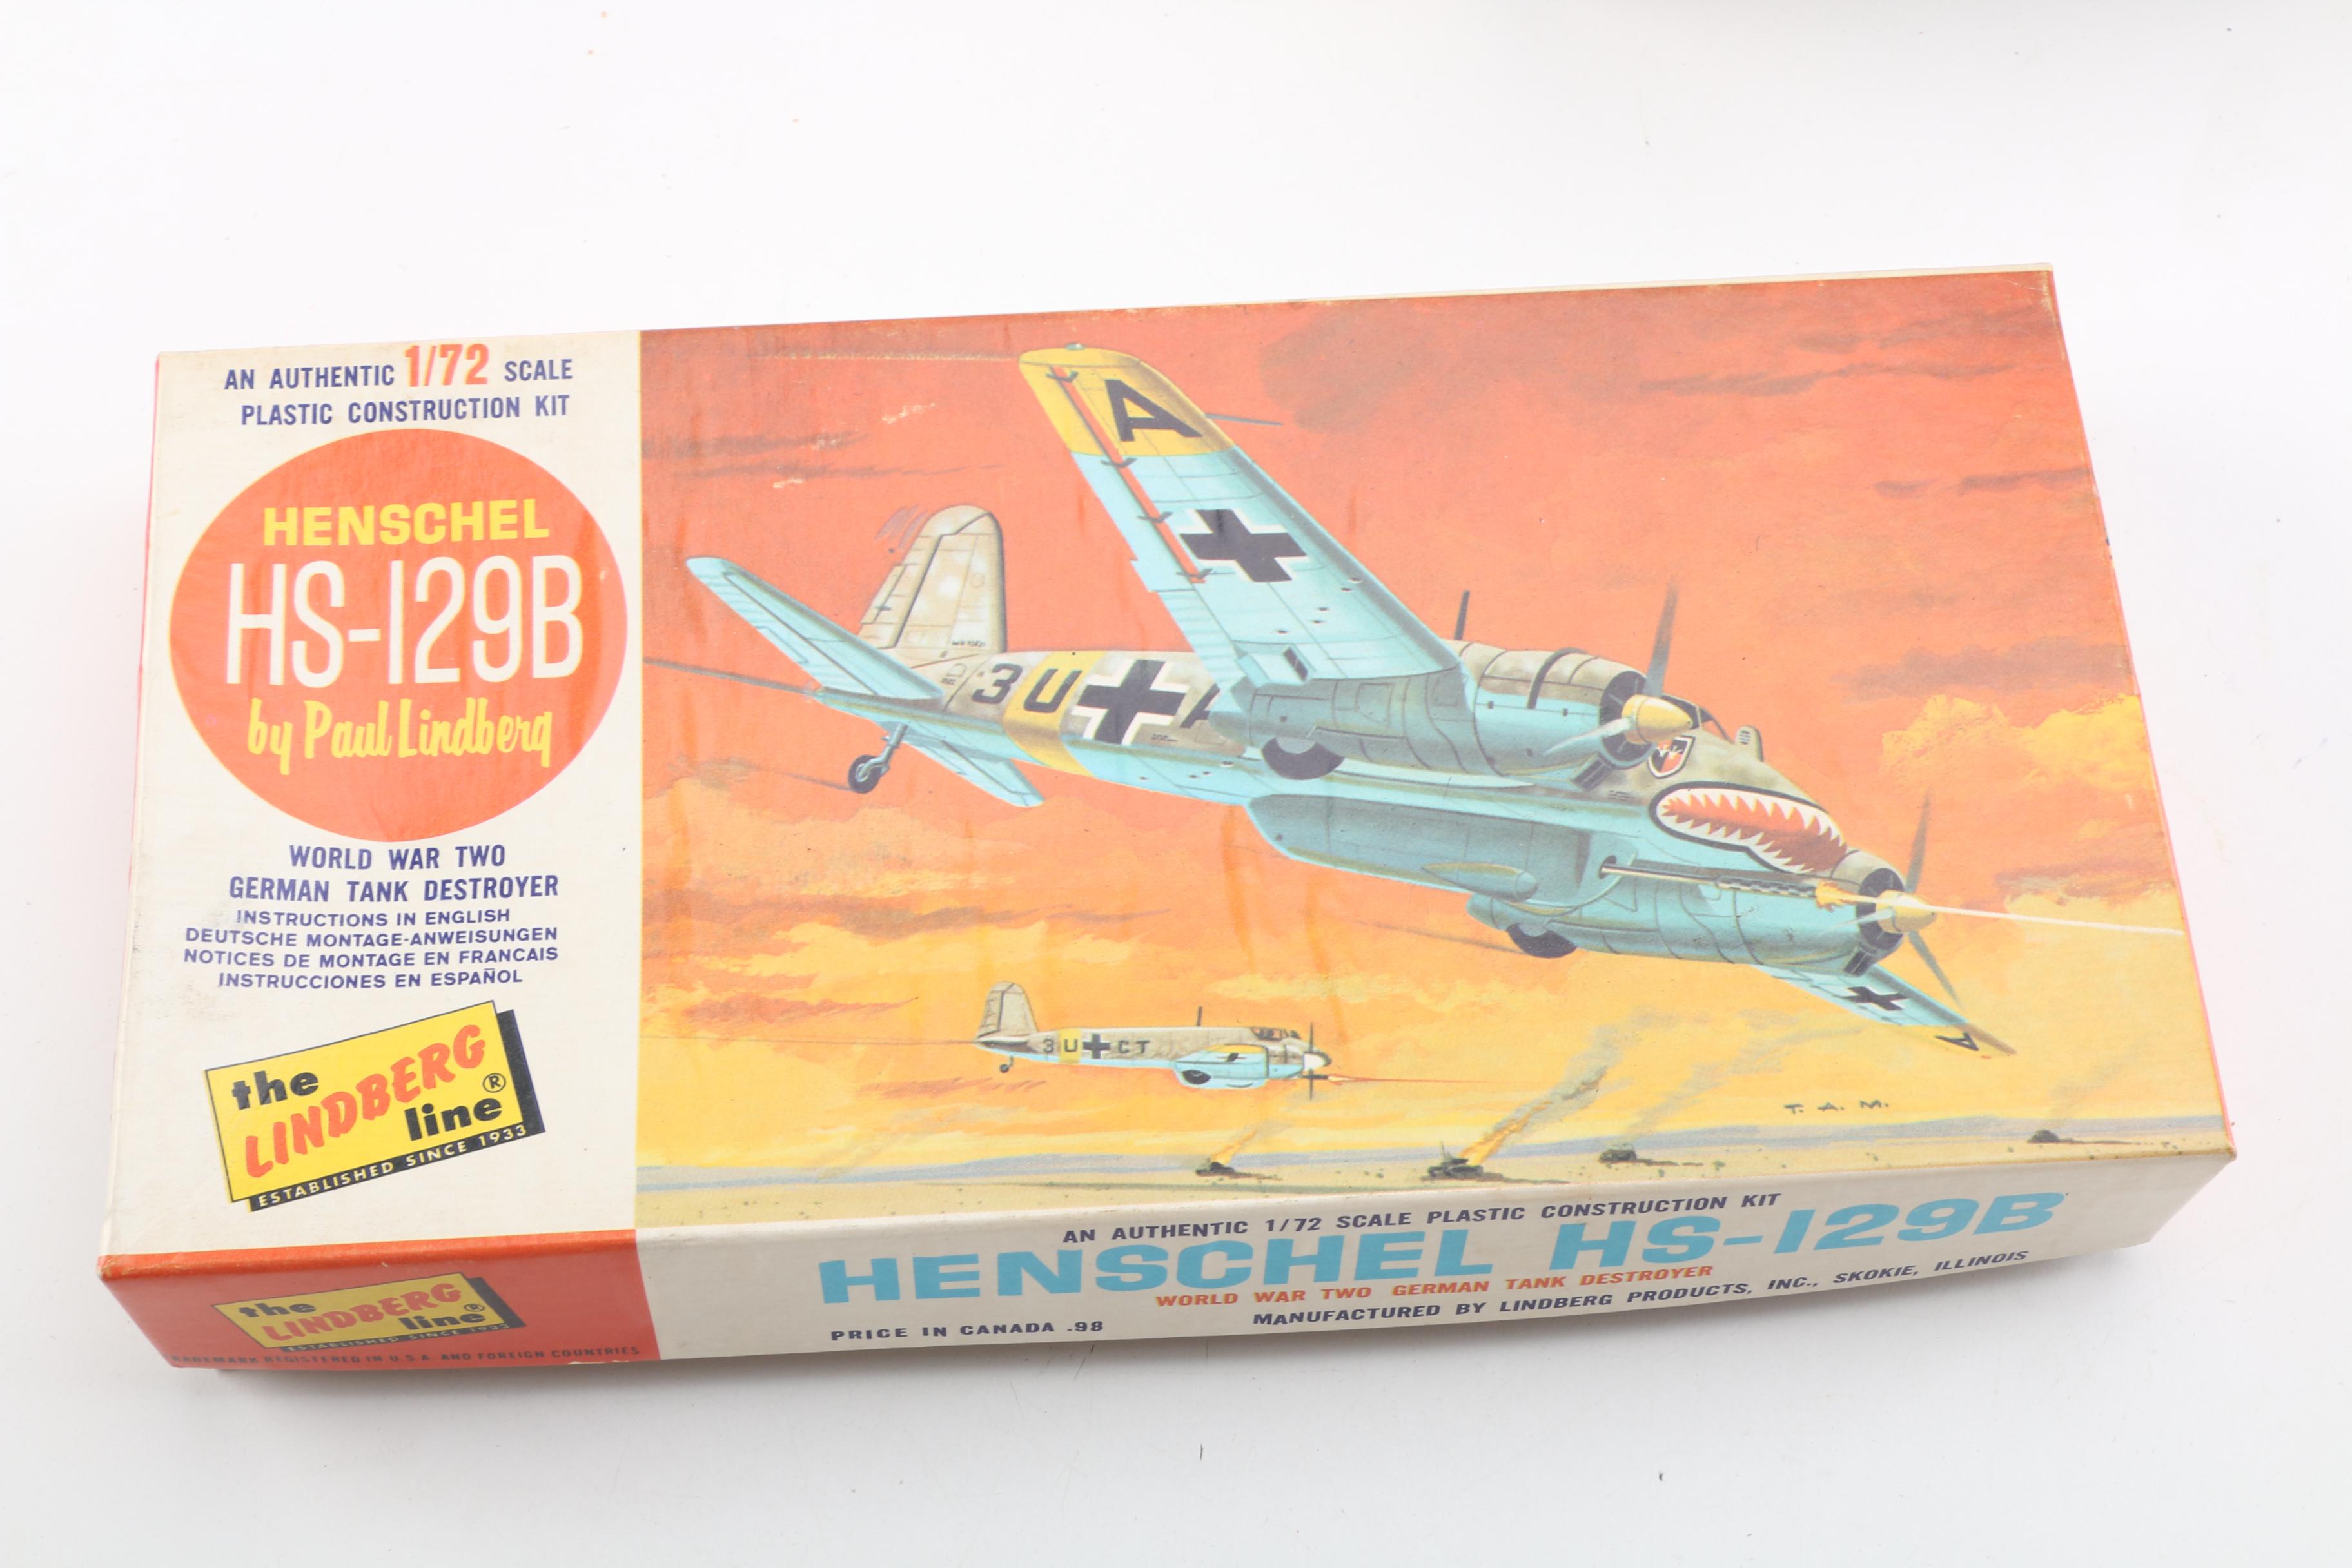 AN AUTHENTIC 1/72 SCALE
PLASTIC CONSTRUCTION KIT
HENSCHEL
HS-129B
by Paul Lindberg
WORLD WAR TWO
GERMAN TANK DESTROYER
INSTRUCTIONS IN ENGLISH
DEUTSCHE MONTAGE-ANWEISUNGEN
NOTICES DE MONTAGE EN FRANCAIS
INSTRUCCIONES EN ESPAÑOL
the
LINDBERG ®
line
ESTABLISHED SINCE 1933
A
3U A
A
3U CT
T. A. M.
AN AUTHENTIC 1/72 SCALE PLASTIC CONSTRUCTION KIT
HENSCHEL HS-129B
WORLD WAR TWO GERMAN TANK DESTROYER
MANUFACTURED BY LINDBERG PRODUCTS, INC., SKOKIE, ILLINOIS
PRICE IN CANADA .98
the
LINDBERG ®
line
ESTABLISHED SINCE 1933
RADEMARK REGISTERED IN U.S.A. AND FOREIGN COUNTRIES